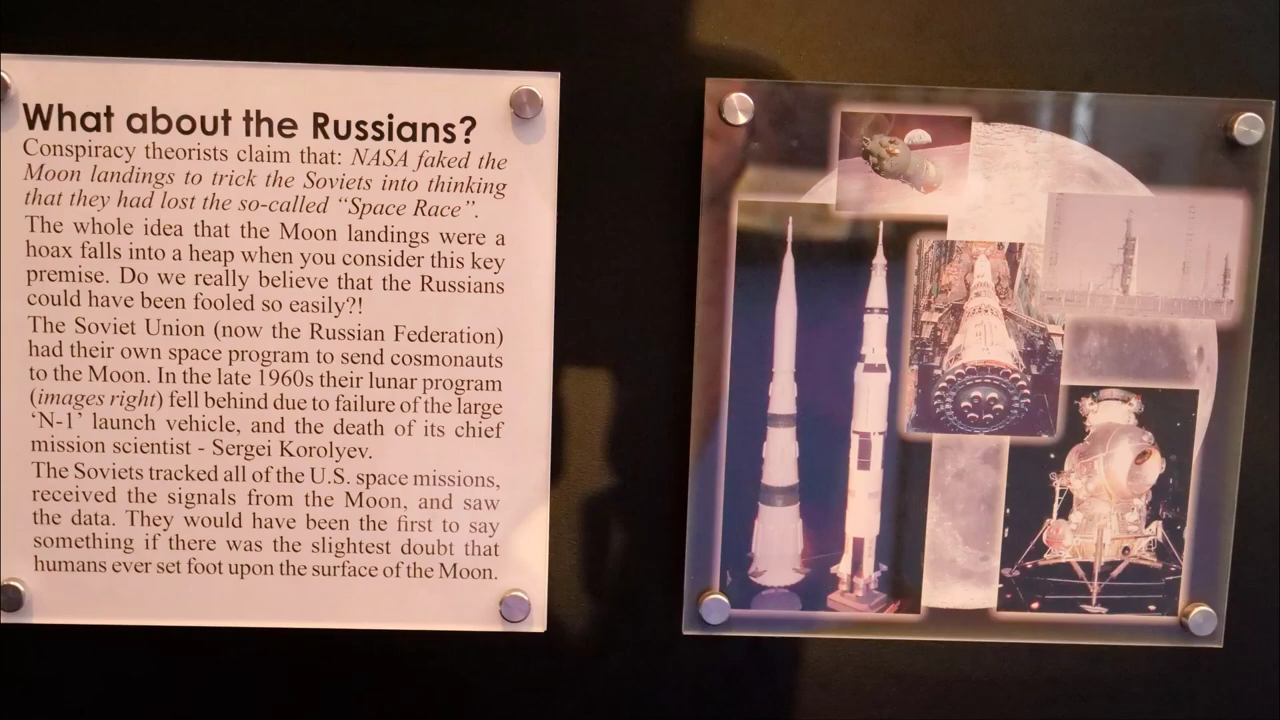 What about the Russians?
Conspiracy theorists claim that: NASA faked the
Moon landings to trick the Soviets into thinking
that they had lost the so-called “Space Race”.
The whole idea that the Moon landings were a
hoax falls into a heap when you consider this key
premise. Do we really believe that the Russians
could have been fooled so easily?!
The Soviet Union (now the Russian Federation)
had their own space program to send cosmonauts
to the Moon. In the late 1960s their lunar program
(images right) fell behind due to failure of the large
‘N-1’ launch vehicle, and the death of its chief
mission scientist - Sergei Korolyev.
The Soviets tracked all of the U.S. space missions,
received the signals from the Moon, and saw
the data. They would have been the first to say
something if there was the slightest doubt that
humans ever set foot upon the surface of the Moon.